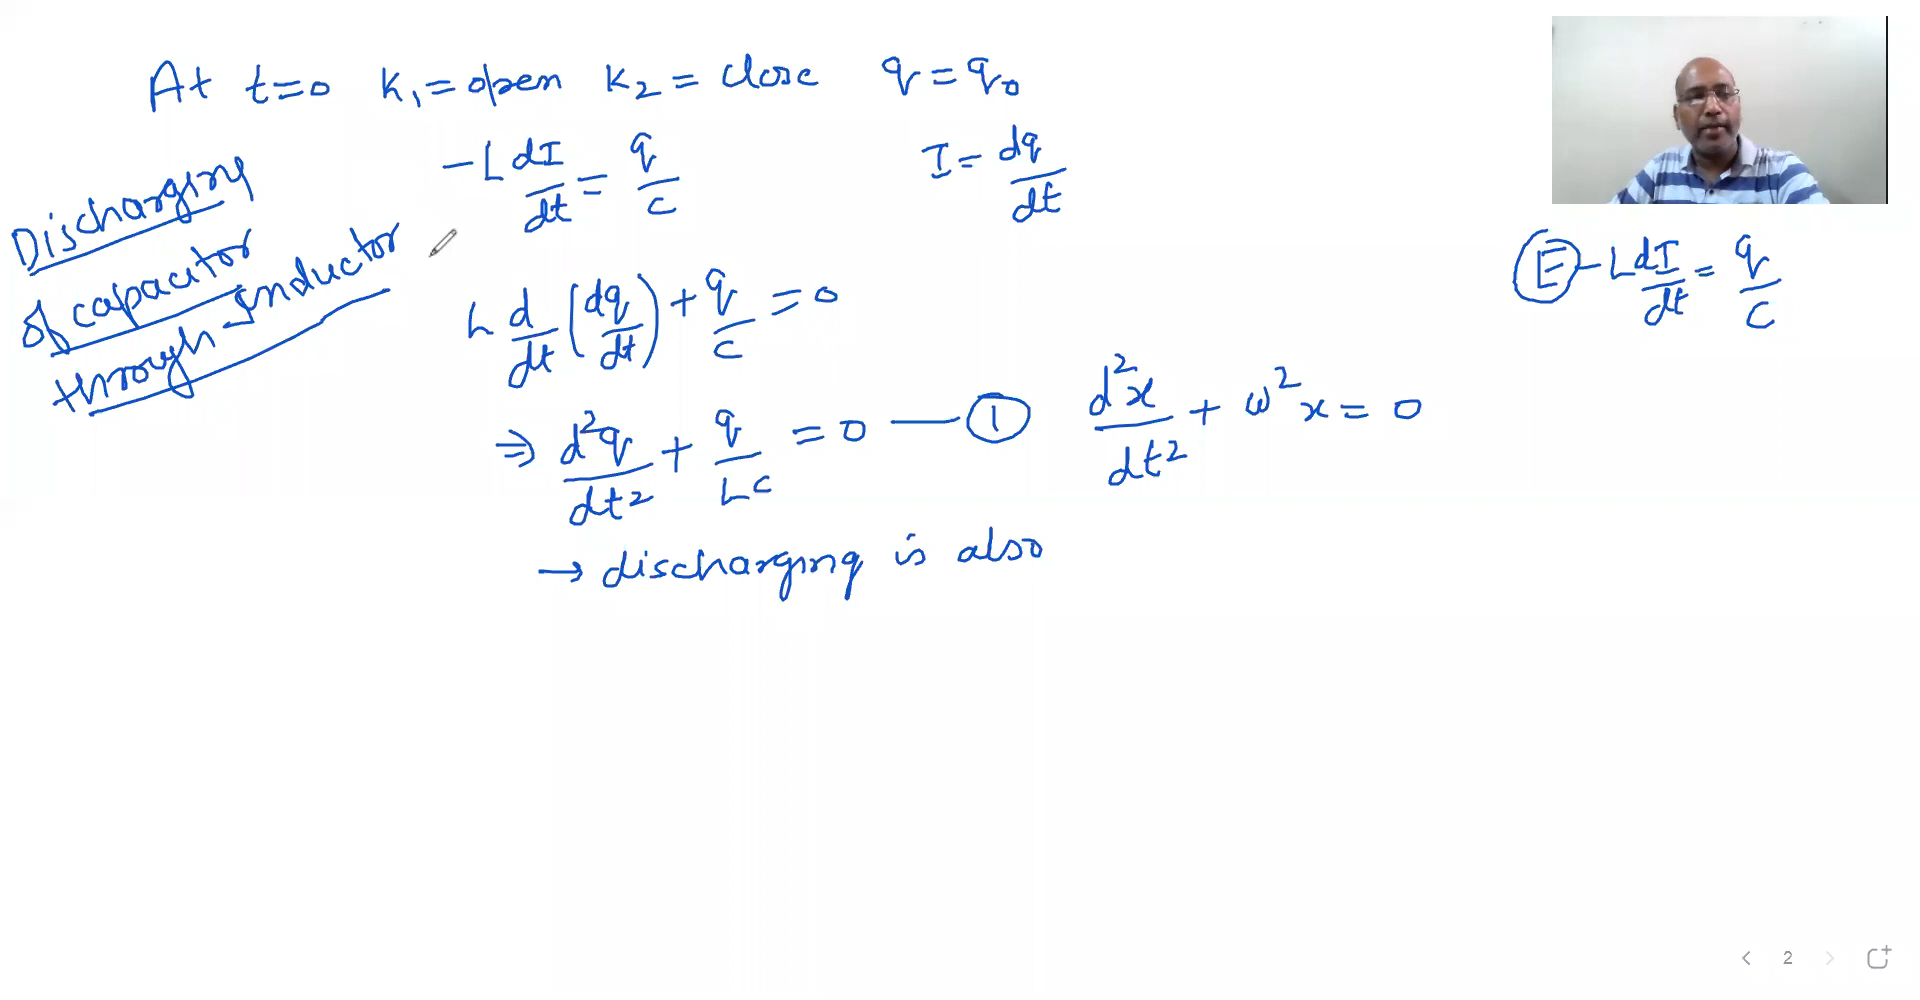 At t=0 K₁=open K₂=close q=q₀
Discharging of capacitor through Inductor
-L dI/dt = q/c
I = dq/dt
E - L dI/dt = q/c
L d/dt (dq/dt) + q/c = 0
⇒ d²q/dt² + q/LC = 0 — ①
d²x/dt² + ω²x = 0
→ discharging is also
2